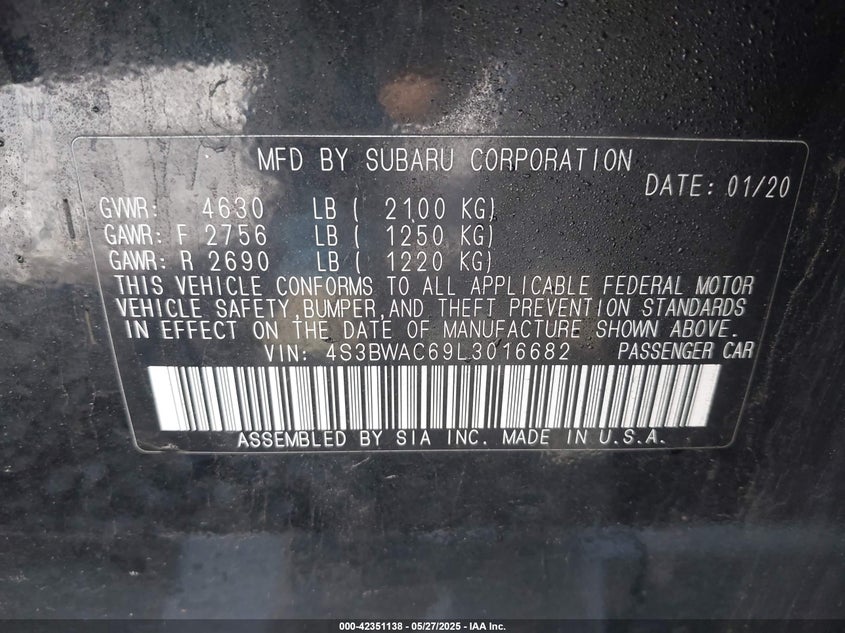 MFD BY SUBARU CORPORATION
DATE: 01/20
GVWR: 4630 LB ( 2100 KG)
GAWR: F 2756 LB ( 1250 KG)
GAWR: R 2690 LB ( 1220 KG)
THIS VEHICLE CONFORMS TO ALL APPLICABLE FEDERAL MOTOR
VEHICLE SAFETY,BUMPER,AND THEFT PREVENTION STANDARDS
IN EFFECT ON THE DATE OF MANUFACTURE SHOWN ABOVE.
VIN: 4S3BWAC69L3016682 PASSENGER CAR
ASSEMBLED BY SIA INC. MADE IN U.S.A.
000-42351138 - 05/27/2025 - IAA Inc.